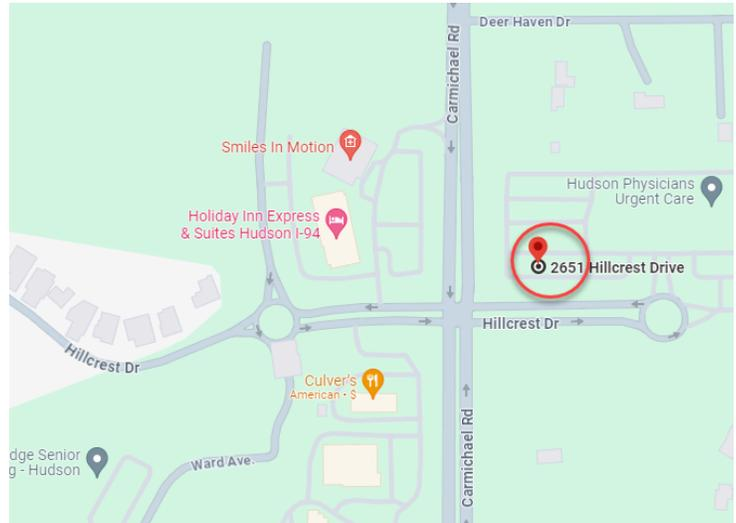 Deer Haven Dr
Carmichael Rd
Smiles In Motion
Hudson Physicians
Urgent Care
Holiday Inn Express
& Suites Hudson I-94
2651 Hillcrest Drive
Hillcrest Dr
Hillcrest Dr
Culver's
American • $
Carmichael Rd
dge Senior
g - Hudson
Ward Ave.